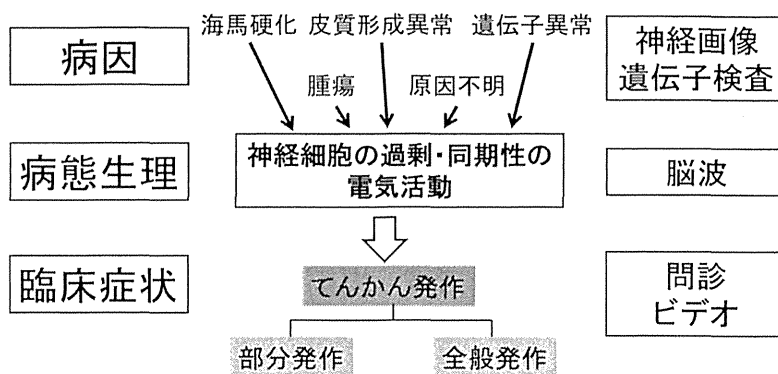 海馬硬化 皮質形成異常 遺伝子異常
病因
腫瘍 原因不明
神経画像
遺伝子検査
病態生理
神経細胞の過剰・同期性の
電気活動
脳波
臨床症状
てんかん発作
問診
ビデオ
部分発作 全般発作